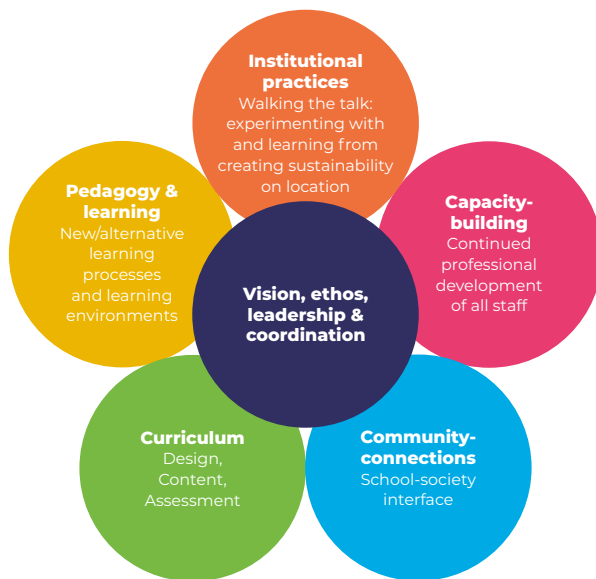 Institutional
practices
Walking the talk:
experimenting with
and learning from
creating sustainability
on location
Pedagogy &
learning
New/alternative
learning
processes
and learning
environments
Capacity-
building
Continued
professional
development
of all staff
Vision, ethos,
leadership &
coordination
Curriculum
Design,
Content,
Assessment
Community-
connections
School-society
interface